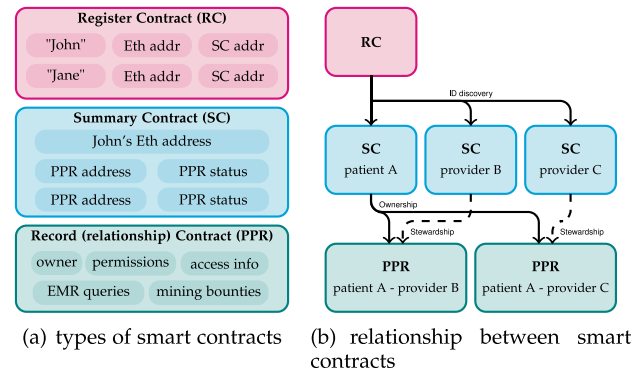 Register Contract (RC)
"John" Eth addr SC addr
"Jane" Eth addr SC addr
Summary Contract (SC)
John's Eth address
PPR address PPR status
PPR address PPR status
Record (relationship) Contract (PPR)
owner permissions access info
EMR queries mining bounties
(a) types of smart contracts
RC
ID discovery
SC SC SC
patient A provider B provider C
Ownership
Stewardship Stewardship
PPR PPR
patient A - provider B patient A - provider C
(b) relationship between smart
contracts